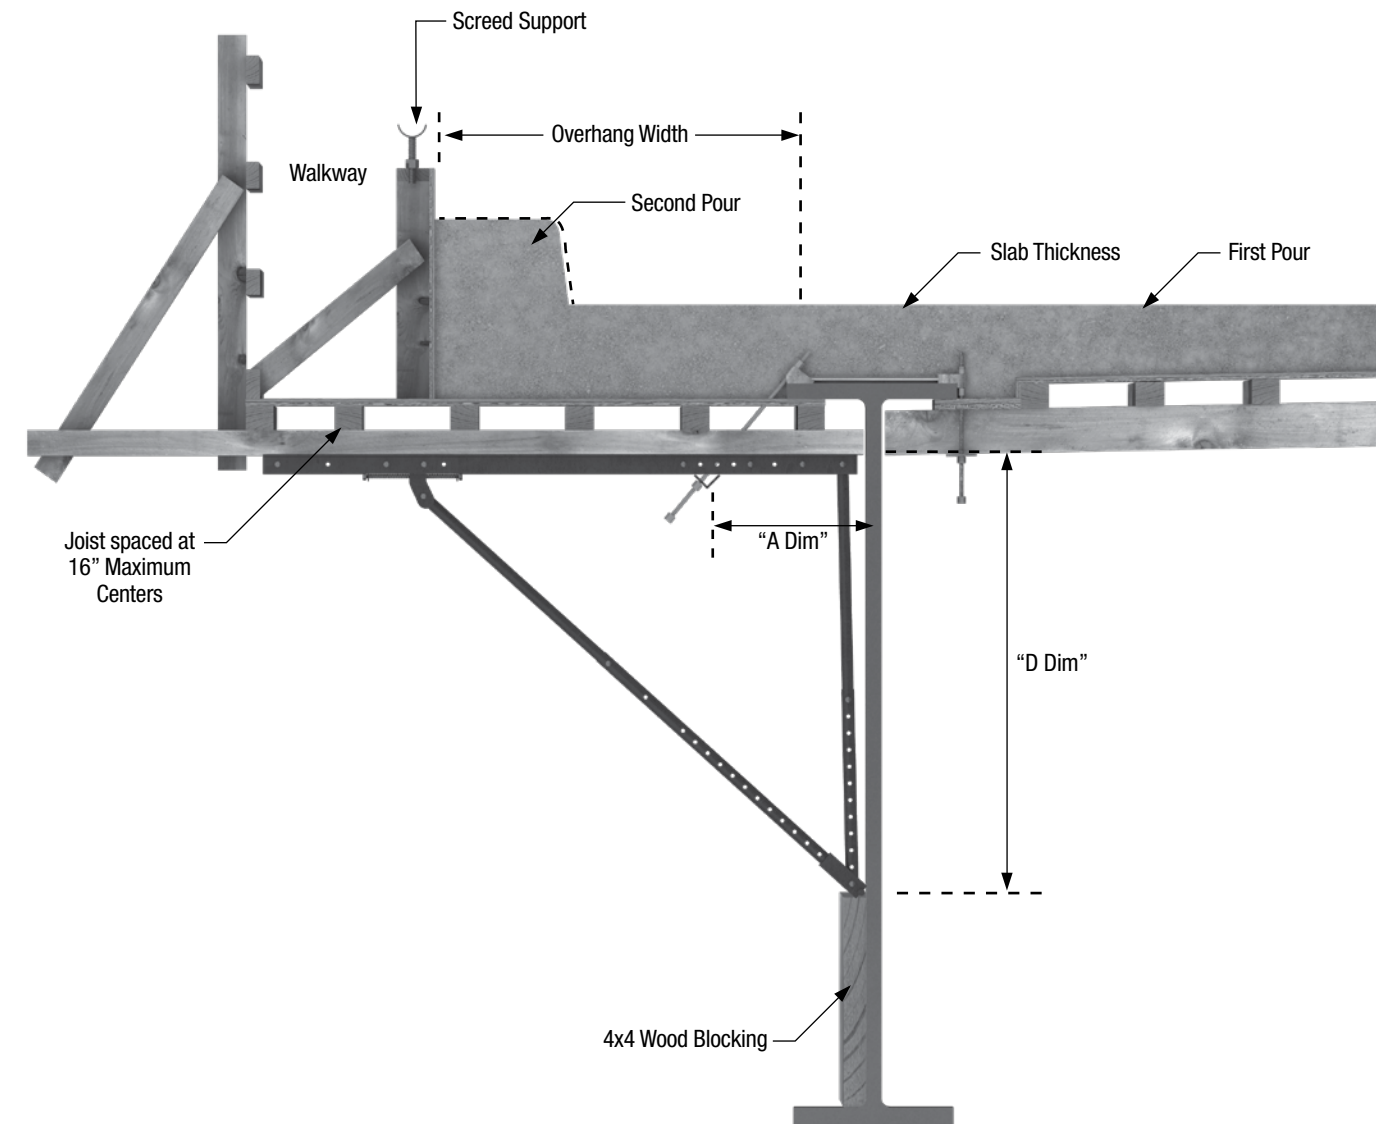 Screed Support
Overhang Width
Walkway
Second Pour
Slab Thickness
First Pour
“A Dim”
Joist spaced at
16” Maximum
Centers
“D Dim”
4x4 Wood Blocking